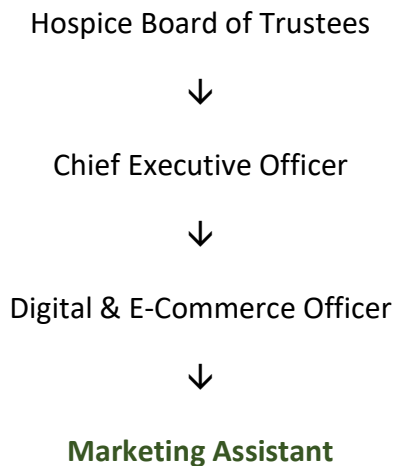 Hospice Board of Trustees
↓
Chief Executive Officer
↓
Digital & E-Commerce Officer
↓
Marketing Assistant